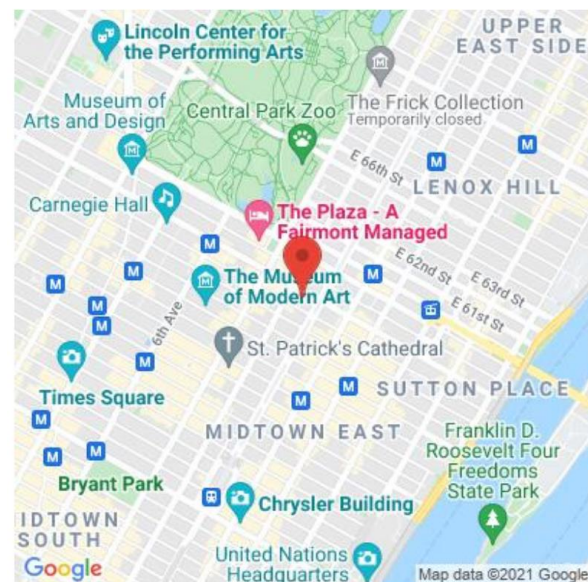 Lincoln Center for
the Performing Arts
UPPER
EAST SIDE
Museum of
Arts and Design
Central Park Zoo
The Frick Collection
Temporarily closed
M
M
E 66th St
LENOX HILL
Carnegie Hall
The Plaza - A
Fairmont Managed
M
M
M
The Museum
of Modern Art
E 62nd St
E 63rd St
E 61st St
M
M
6th Ave
M
St. Patrick's Cathedral
Times Square
M
M
SUTTON PLACE
M
MIDTOWN EAST
M
M
Franklin D.
Roosevelt Four
Freedoms
State Park
Bryant Park
Chrysler Building
IDTOWN
SOUTH
United Nations
Headquarters
Google
Map data ©2021 Google